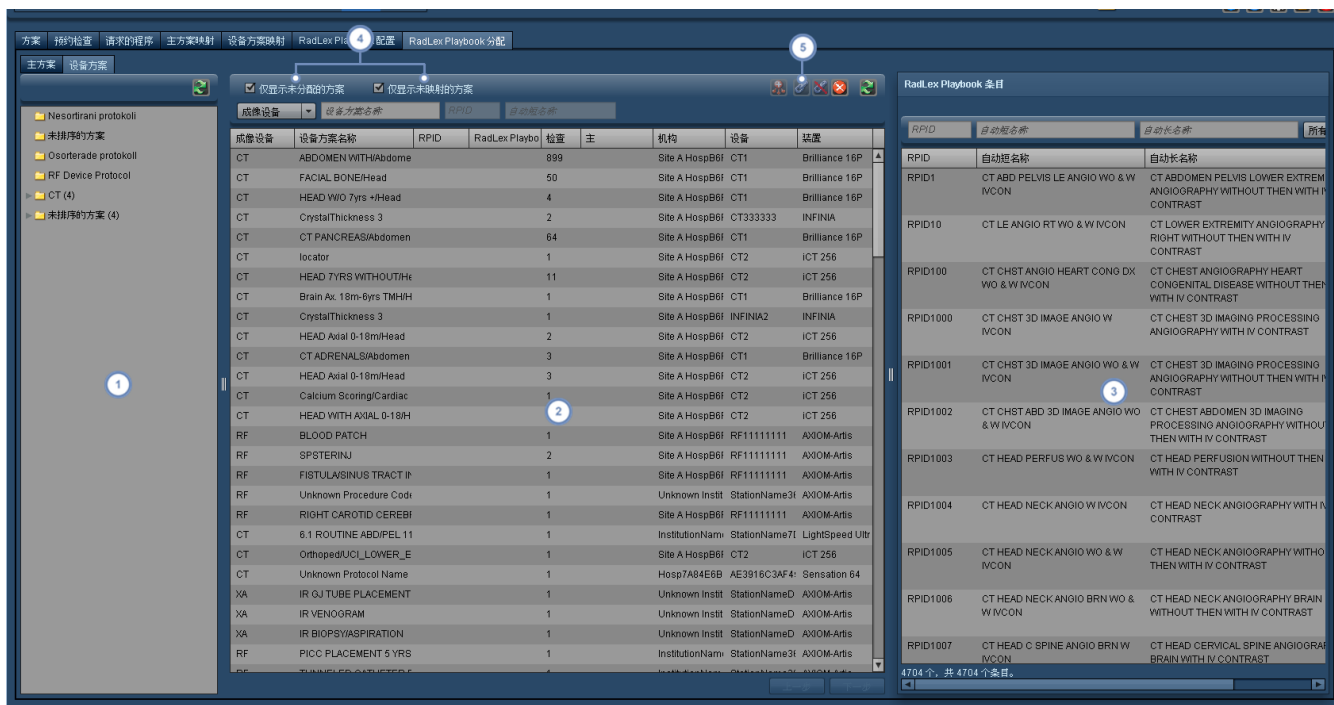 方案 预约检查 请求的程序 主方案映射 设备方案映射 RadLex Pla 4 配置 RadLex Playbook 分配
5
主方案 设备方案
仅显示未分配的方案 仅显示未映射的方案
RadLex Playbook 条目
成像设备 设备方案名称 RPID 自动短名称
RPID 自动短名称 自动长名称 所有
Nesortirani protokoli
未排序的方案
Osorterade protokoll
RF Device Protocol
CT (4)
未排序的方案 (4)
1
成像设备 设备方案名称 RPID RadLex Playbo 检查 主 机构 设备 装置
CT ABDOMEN WITH/Abdome 899 Site A HospB6F CT1 Brilliance 16P
CT FACIAL BONE/Head 50 Site A HospB6F CT1 Brilliance 16P
CT HEAD W/O 7yrs +/Head 4 Site A HospB6F CT1 Brilliance 16P
CT CrystalThickness 3 2 Site A HospB6F CT333333 INFINIA
CT CT PANCREAS/Abdomen 64 Site A HospB6F CT1 Brilliance 16P
CT locator 1 Site A HospB6F CT2 iCT 256
CT HEAD 7YRS WITHOUT/He 11 Site A HospB6F CT2 iCT 256
CT Brain Ax. 18m-6yrs TMH/H 1 Site A HospB6F CT1 Brilliance 16P
CT CrystalThickness 3 1 Site A HospB6F INFINIA2 INFINIA
CT HEAD Axial 0-18m/Head 2 Site A HospB6F CT2 iCT 256
CT CT ADRENALS/Abdomen 3 Site A HospB6F CT1 Brilliance 16P
CT HEAD Axial 0-18m/Head 3 Site A HospB6F CT2 iCT 256
CT Calcium Scoring/Cardiac 1 Site A HospB6F CT2 iCT 256
CT HEAD WITH AXIAL 0-18/H 2 Site A HospB6F CT2 iCT 256
RF BLOOD PATCH 1 Site A HospB6F RF11111111 AXIOM-Artis
RF SPSTERINJ 2 Site A HospB6F RF11111111 AXIOM-Artis
RF FISTULA/SINUS TRACT IN 1 Site A HospB6F RF11111111 AXIOM-Artis
RF Unknown Procedure Code 1 Unknown Instit StationName3 AXIOM-Artis
RF RIGHT CAROTID CEREBF 1 Site A HospB6F RF11111111 AXIOM-Artis
CT 6.1 ROUTINE ABD/PEL 11 1 InstitutionNam StationName7 LightSpeed Ultr
CT Orthoped/UCI_LOWER_E 1 Site A HospB6F CT2 iCT 256
CT Unknown Protocol Name 1 Hosp7A84E6B AE3916C3AF4 Sensation 64
XA IR GJ TUBE PLACEMENT 1 Unknown Instit StationNameD AXIOM-Artis
XA IR VENOGRAM 1 Unknown Instit StationNameD AXIOM-Artis
XA IR BIOPSY/ASPIRATION 1 Unknown Instit StationNameD AXIOM-Artis
RF PICC PLACEMENT 5 YRS 1 InstitutionNam StationName3 AXIOM-Artis
RPID 自动短名称 自动长名称
RPID1 CT ABD PELVIS LE ANGIO WO & W CT ABDOMEN PELVIS LOWER EXTREM
IVCON ANGIOGRAPHY WITHOUT THEN WITH I
CONTRAST
RPID10 CT LE ANGIO RT WO & W IVCON CT LOWER EXTREMITY ANGIOGRAPHY
RIGHT WITHOUT THEN WITH IV
CONTRAST
RPID100 CT CHST ANGIO HEART CONG DX CT CHEST ANGIOGRAPHY HEART
WO & W IVCON CONGENITAL DISEASE WITHOUT THEN
WITH IV CONTRAST
RPID1000 CT CHST 3D IMAGE ANGIO W CT CHEST 3D IMAGING PROCESSING
IVCON ANGIOGRAPHY WITH IV CONTRAST
RPID1001 CT CHST 3D IMAGE ANGIO WO & W CT CHEST 3D IMAGING PROCESSING
IVCON ANGIOGRAPHY WITHOUT THEN WITH I
3 CONTRAST
RPID1002 CT CHST ABD 3D IMAGE ANGIO WO CT CHEST ABDOMEN 3D IMAGING
& W IVCON PROCESSING ANGIOGRAPHY WITHOU
THEN WITH IV CONTRAST
RPID1003 CT HEAD PERFUS WO & W IVCON CT HEAD PERFUSION WITHOUT THEN
WITH IV CONTRAST
RPID1004 CT HEAD NECK ANGIO W IVCON CT HEAD NECK ANGIOGRAPHY WITH I
CONTRAST
RPID1005 CT HEAD NECK ANGIO WO & W CT HEAD NECK ANGIOGRAPHY WITHO
IVCON THEN WITH IV CONTRAST
RPID1006 CT HEAD NECK ANGIO BRN WO & CT HEAD NECK ANGIOGRAPHY BRAIN
W IVCON WITHOUT THEN WITH IV CONTRAST
RPID1007 CT HEAD C SPINE ANGIO BRN W CT HEAD CERVICAL SPINE ANGIOGRA
IVCON BRAIN WITH IV CONTRAST
4704 个，共 4704 个条目。
上一步 下一步